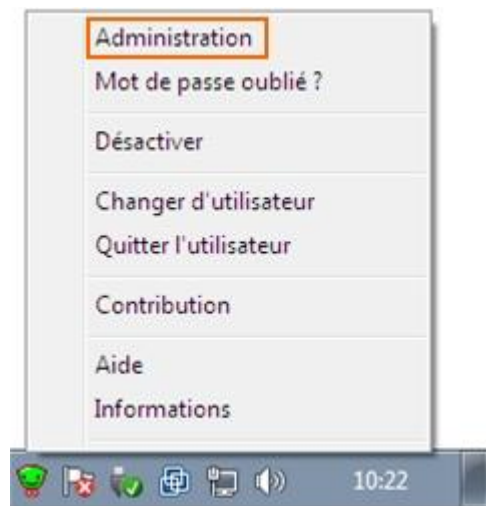 Administration
Mot de passe oublié ?
Désactiver
Changer d'utilisateur
Quitter l'utilisateur
Contribution
Aide
Informations
10:22